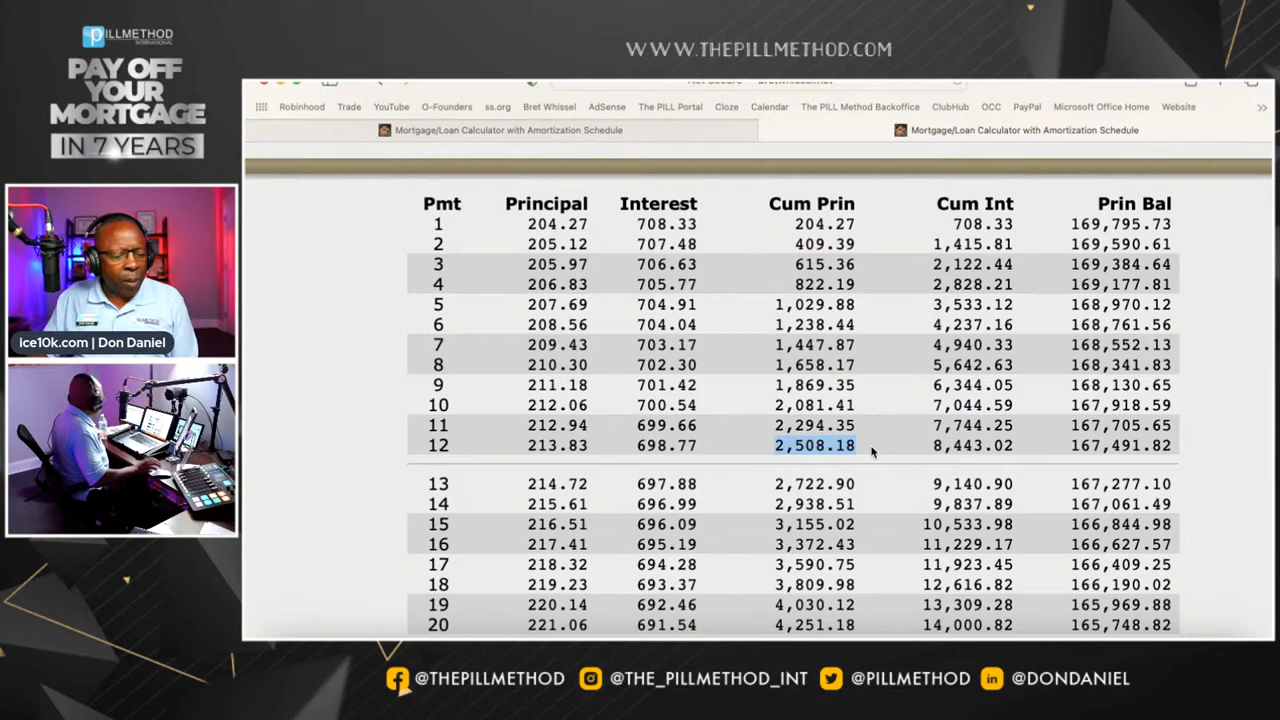 PILLMETHOD
INTERNATIONAL
PAY OFF
YOUR
MORTGAGE
IN 7 YEARS
WWW.THEPILLMETHOD.COM
Robinhood Trade YouTube O-Founders ss.org Bret Whissel AdSense The PILL Portal Cloze Calendar The PILL Method Backoffice ClubHub OCC PayPal Microsoft Office Home Website
Mortgage/Loan Calculator with Amortization Schedule Mortgage/Loan Calculator with Amortization Schedule
Pmt Principal Interest Cum Prin Cum Int Prin Bal
1 204.27 708.33 204.27 708.33 169,795.73
2 205.12 707.48 409.39 1,415.81 169,590.61
3 205.97 706.63 615.36 2,122.44 169,384.64
4 206.83 705.77 822.19 2,828.21 169,177.81
5 207.69 704.91 1,029.88 3,533.12 168,970.12
6 208.56 704.04 1,238.44 4,237.16 168,761.56
7 209.43 703.17 1,447.87 4,940.33 168,552.13
8 210.30 702.30 1,658.17 5,642.63 168,341.83
9 211.18 701.42 1,869.35 6,344.05 168,130.65
10 212.06 700.54 2,081.41 7,044.59 167,918.59
11 212.94 699.66 2,294.35 7,744.25 167,705.65
12 213.83 698.77 2,508.18 8,443.02 167,491.82
13 214.72 697.88 2,722.90 9,140.90 167,277.10
14 215.61 696.99 2,938.51 9,837.89 167,061.49
15 216.51 696.09 3,155.02 10,533.98 166,844.98
16 217.41 695.19 3,372.43 11,229.17 166,627.57
17 218.32 694.28 3,590.75 11,923.45 166,409.25
18 219.23 693.37 3,809.98 12,616.82 166,190.02
19 220.14 692.46 4,030.12 13,309.28 165,969.88
20 221.06 691.54 4,251.18 14,000.82 165,748.82
ice10k.com | Don Daniel
@THEPILLMETHOD @THE_PILLMETHOD_INT @PILLMETHOD @DONDANIEL